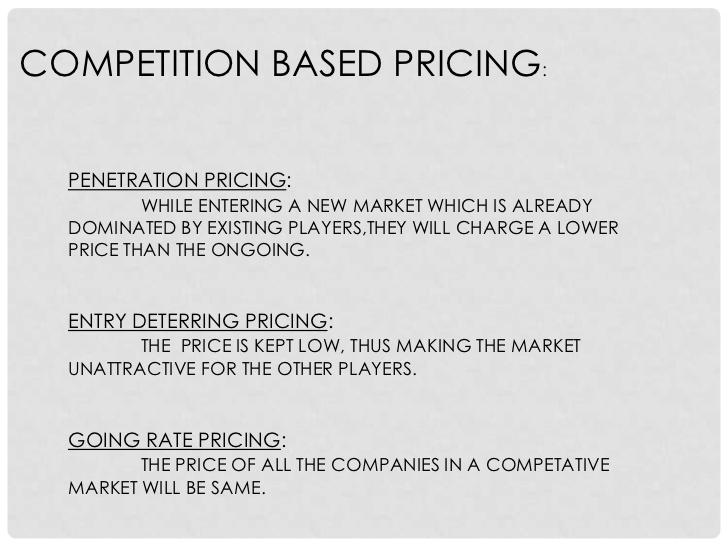 COMPETITION BASED PRICING:
PENETRATION PRICING:
WHILE ENTERING A NEW MARKET WHICH IS ALREADY
DOMINATED BY EXISTING PLAYERS,THEY WILL CHARGE A LOWER
PRICE THAN THE ONGOING.
ENTRY DETERRING PRICING:
THE PRICE IS KEPT LOW, THUS MAKING THE MARKET
UNATTRACTIVE FOR THE OTHER PLAYERS.
GOING RATE PRICING:
THE PRICE OF ALL THE COMPANIES IN A COMPETATIVE
MARKET WILL BE SAME.